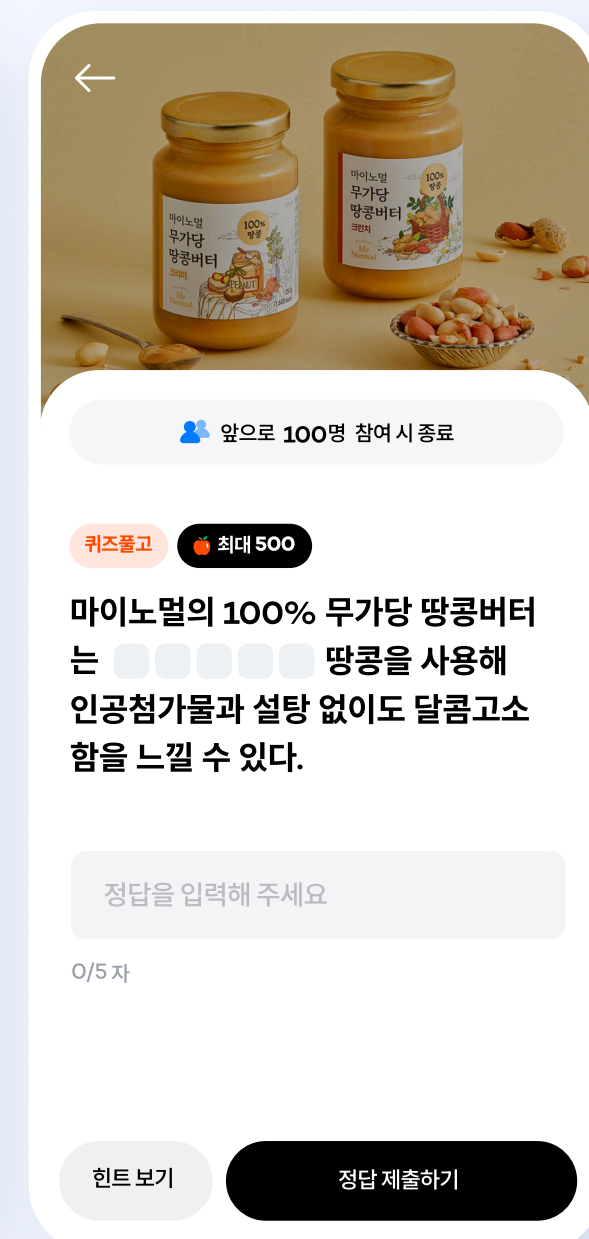 마이노멀
무가당
땅콩버터
크리미
100%
땅콩
My
Normal
PEANUT
마이노멀
무가당
땅콩버터
크런치
100%
땅콩
My
Normal
앞으로 100명 참여 시 종료
퀴즈풀고 최대 500
마이노멀의 100% 무가당 땅콩버터
는 땅콩을 사용해
인공첨가물과 설탕 없이도 달콤고소
함을 느낄 수 있다.
정답을 입력해 주세요
0/5 자
힌트 보기 정답 제출하기